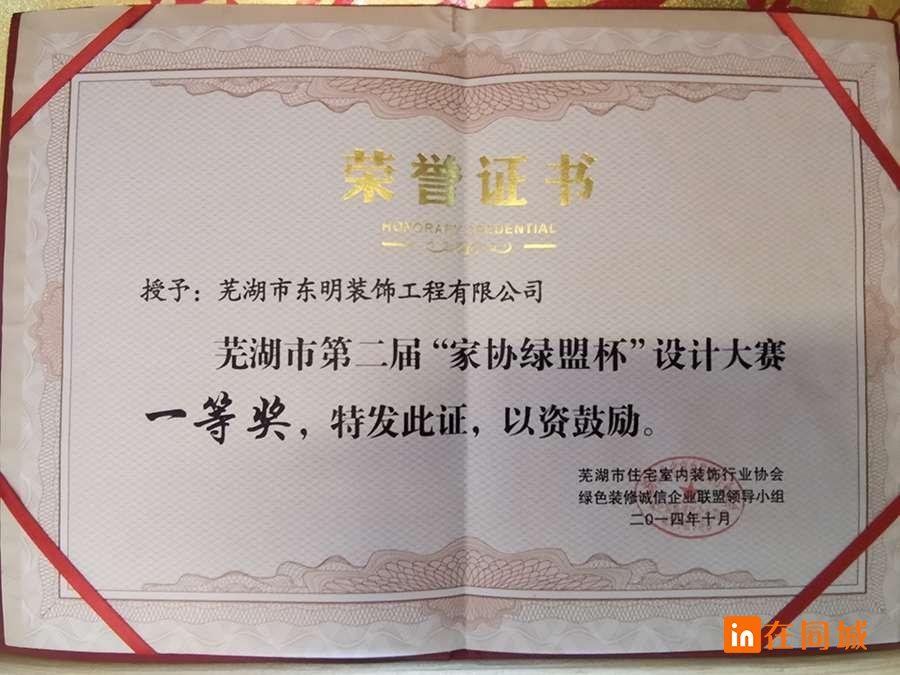 荣誉证书
HONORARY CREDENTIAL
授予：芜湖市东明装饰工程有限公司
芜湖市第二届“家协绿盟杯”设计大赛
一等奖，特发此证，以资鼓励。
芜湖市住宅室内装饰行业协会
绿色装修诚信企业联盟领导小组
二〇一四年十月
in在同城